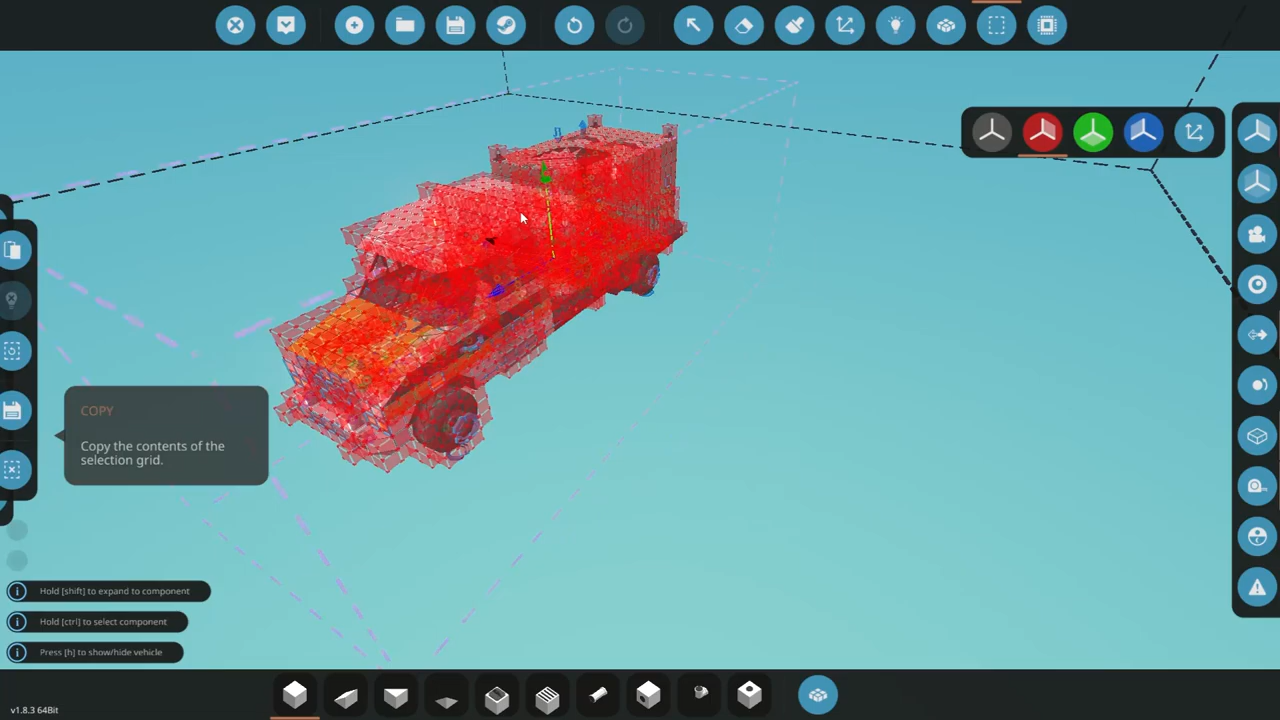 COPY
Copy the contents of the
selection grid.
Hold [shift] to expand to component
Hold [ctrl] to select component
Press [h] to show/hide vehicle
v1.8.3 64Bit